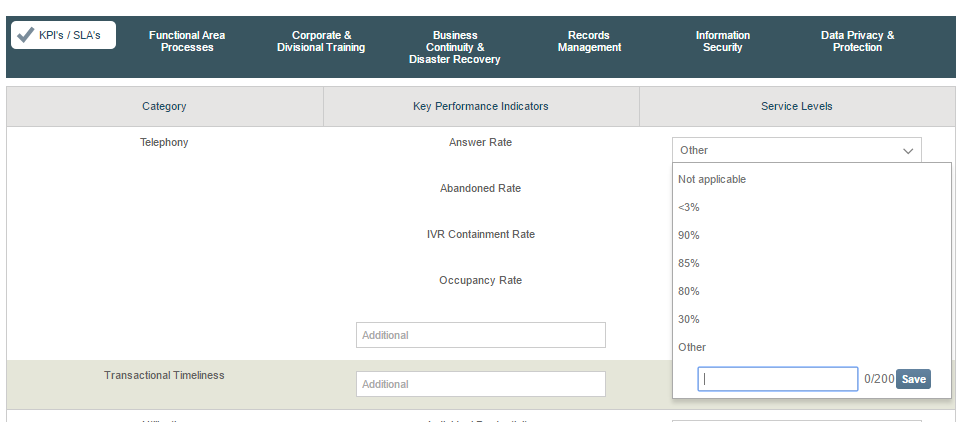 KPI's / SLA's
Functional Area
Processes
Corporate &
Divisional Training
Business
Continuity &
Disaster Recovery
Records
Management
Information
Security
Data Privacy &
Protection
Category
Key Performance Indicators
Service Levels
Telephony
Answer Rate
Other
Not applicable
Abandoned Rate
<3%
IVR Containment Rate
90%
85%
Occupancy Rate
80%
30%
Additional
Other
Transactional Timeliness
Additional
0/200
Save